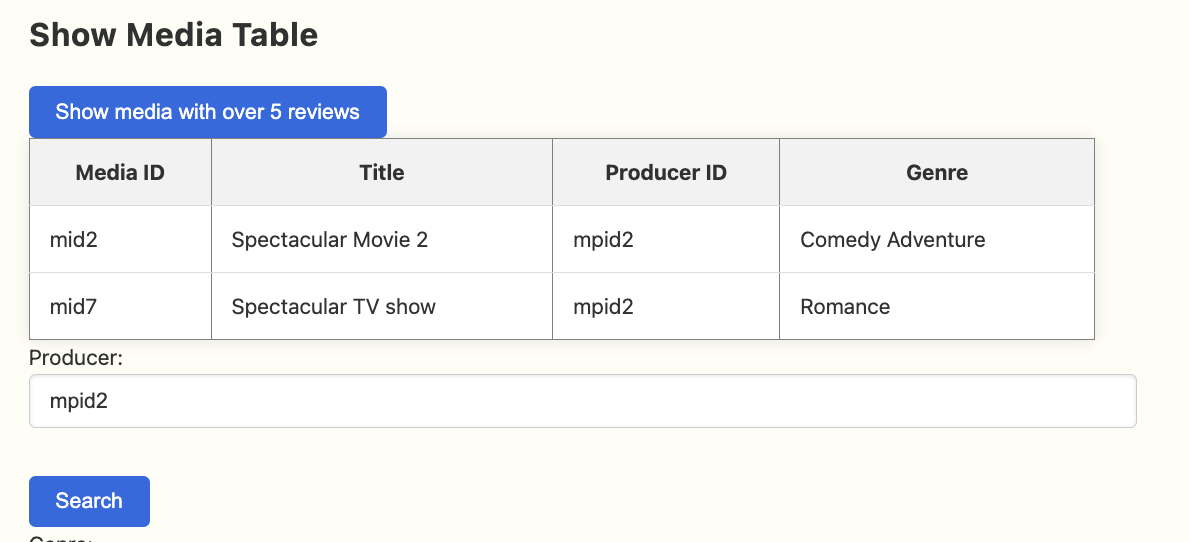 Show Media Table
Show media with over 5 reviews
Media ID Title Producer ID Genre
mid2 Spectacular Movie 2 mpid2 Comedy Adventure
mid7 Spectacular TV show mpid2 Romance
Producer:
mpid2
Search
Genre: